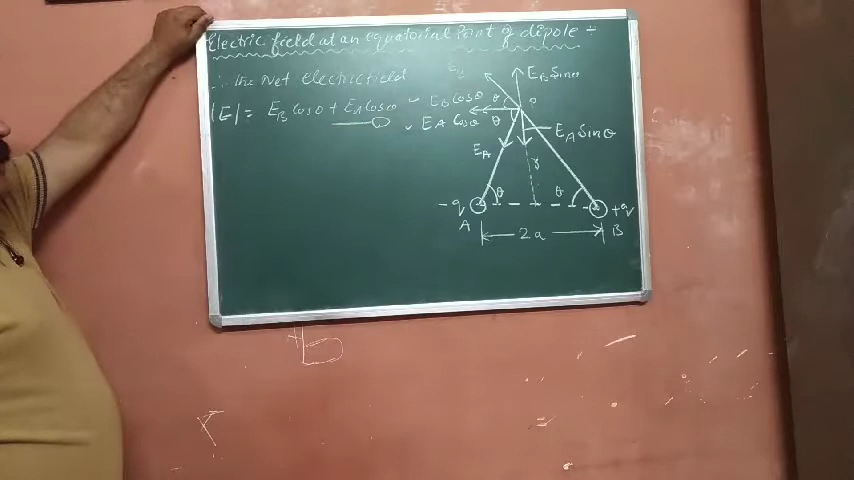 Electric field at an equatorial Point of dipole ÷
∴ the Net electric field
|E| = E_B Cosθ + E_A Cosθ
E_B Sinθ
E_B Cosθ θ
E_A Cosθ θ
E_A Sinθ
E_A
r
θ θ
-q +q
A B
2a